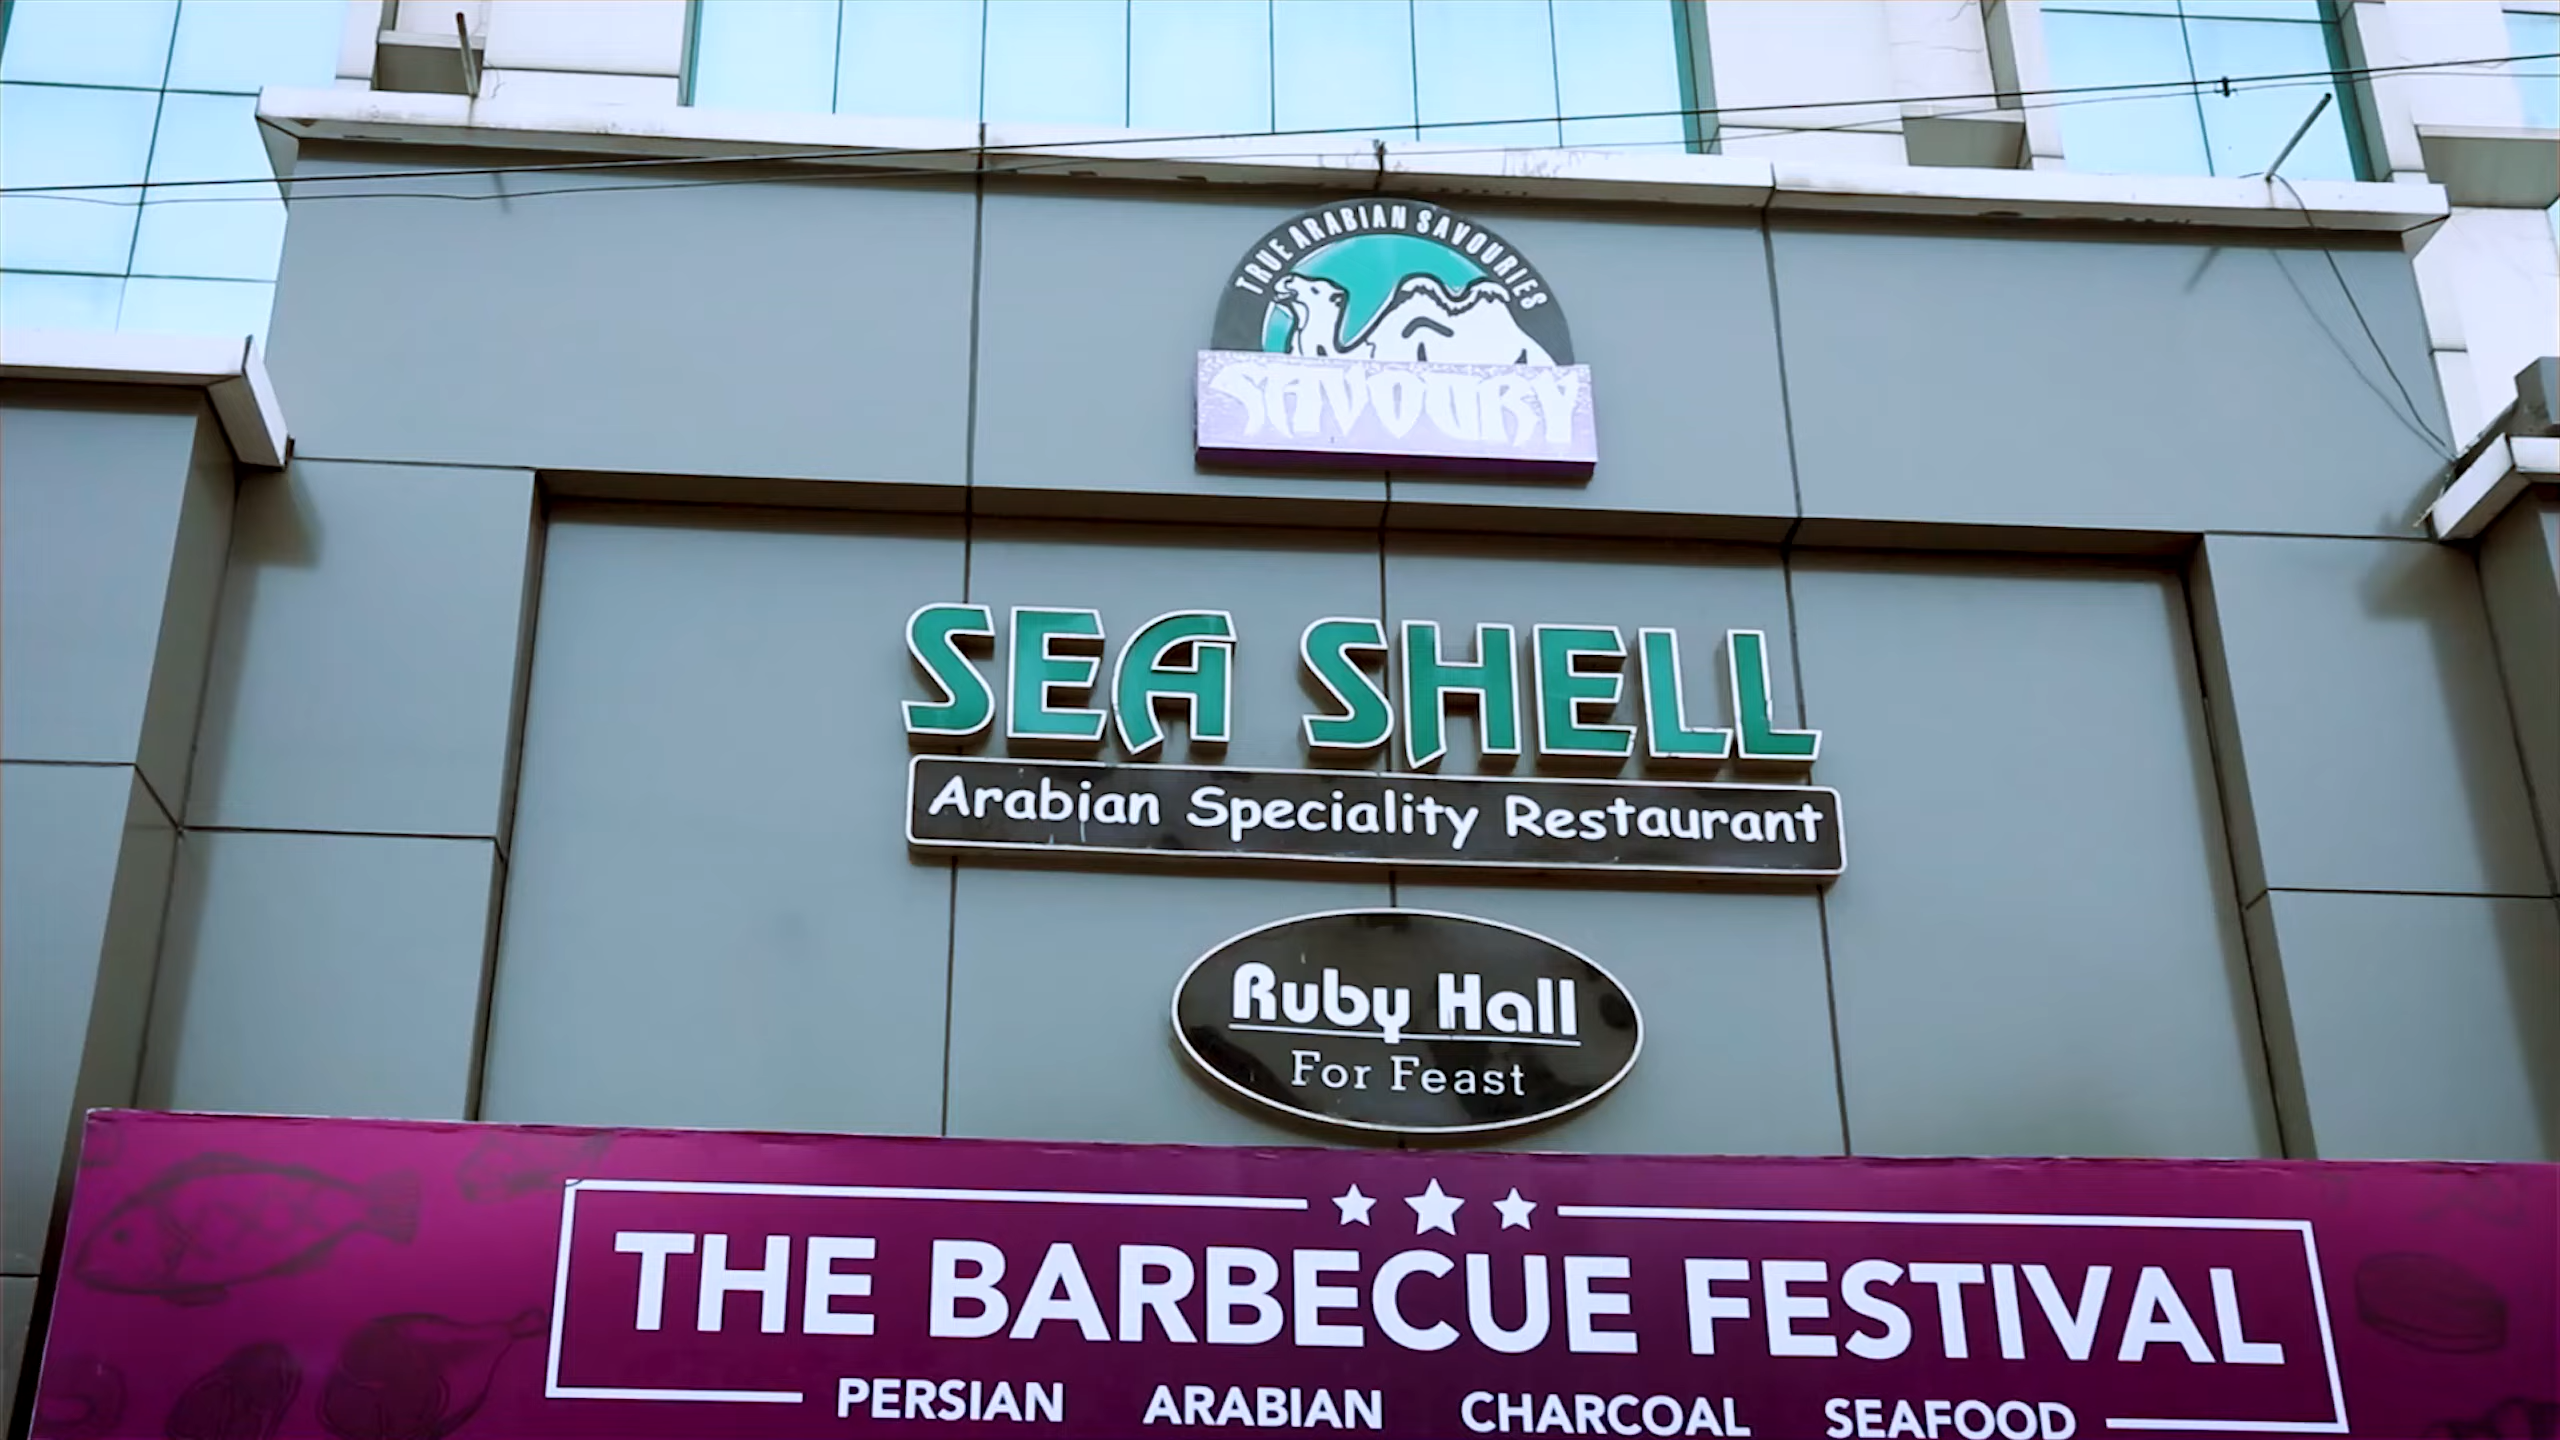 TRUE ARABIAN SAVOURIES
SAVOURY
SEA SHELL
Arabian Speciality Restaurant
Ruby Hall
For Feast
THE BARBECUE FESTIVAL
PERSIAN ARABIAN CHARCOAL SEAFOOD